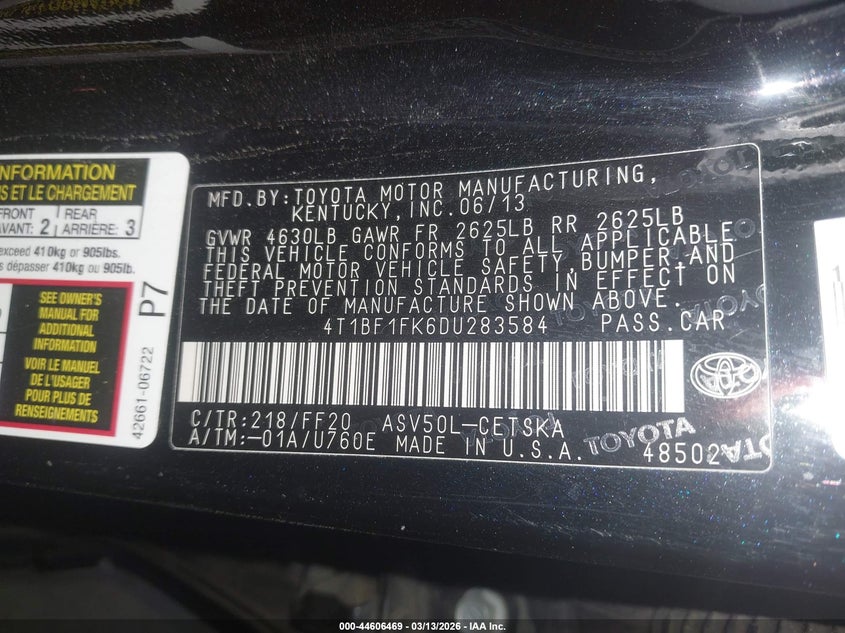 INFORMATION
NS ET LE CHARGEMENT
FRONT
AVANT: 2
REAR
ARRIÈRE: 3
exceed 410kg or 905lbs.
dépasser 410kg ou 905lb.
SEE OWNER'S
MANUAL FOR
ADDITIONAL
INFORMATION
VOIR LE MANUEL
DE L'USAGER
POUR PLUS DE
RENSEIGNEMENTS
42661-06722
P7
MFD.BY:TOYOTA MOTOR MANUFACTURING,
KENTUCKY,INC.06/13
GVWR 4630LB GAWR FR 2625LB RR 2625LB
THIS VEHICLE CONFORMS TO ALL APPLICABLE
FEDERAL MOTOR VEHICLE SAFETY,BUMPER,AND
THEFT PREVENTION STANDARDS IN EFFECT ON
THE DATE OF MANUFACTURE SHOWN ABOVE.
4T1BF1FK6DU283584 PASS.CAR
C/TR:218/FF20 ASV50L-CETSKA
A/TM:-01A/U760E MADE IN U.S.A.
TOYOTA
48502
000-44606469 - 03/13/2026 - IAA Inc.